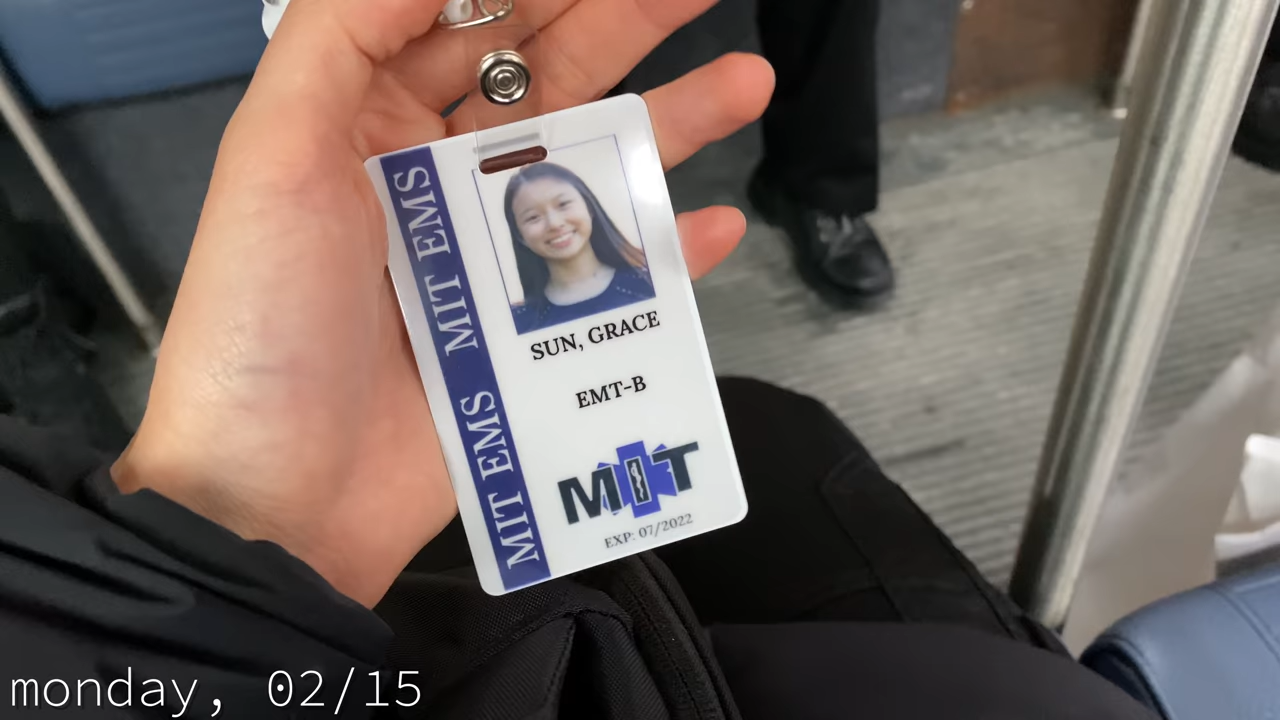 MIT EMS MIT EMS
SUN, GRACE
EMT-B
MIT
EXP: 07/2022
monday, 02/15